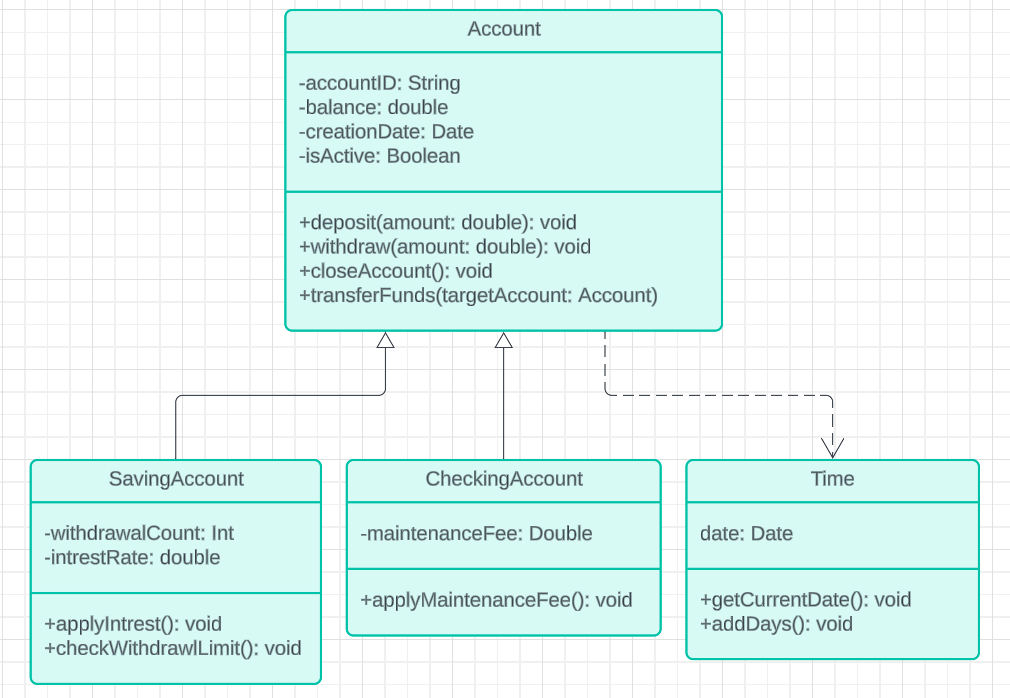 Account
-accountID: String
-balance: double
-creationDate: Date
-isActive: Boolean
+deposit(amount: double): void
+withdraw(amount: double): void
+closeAccount(): void
+transferFunds(targetAccount: Account)
SavingAccount
-withdrawalCount: Int
-intrestRate: double
+applyIntrest(): void
+checkWithdrawlLimit(): void
CheckingAccount
-maintenanceFee: Double
+applyMaintenanceFee(): void
Time
date: Date
+getCurrentDate(): void
+addDays(): void